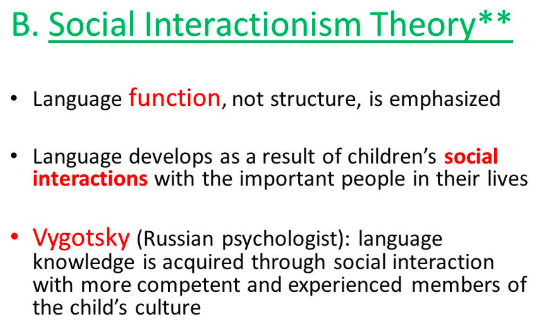 B. Social Interactionism Theory**
• Language function, not structure, is emphasized
• Language develops as a result of children's social
interactions with the important people in their lives
• Vygotsky (Russian psychologist): language
knowledge is acquired through social interaction
with more competent and experienced members of
the child's culture